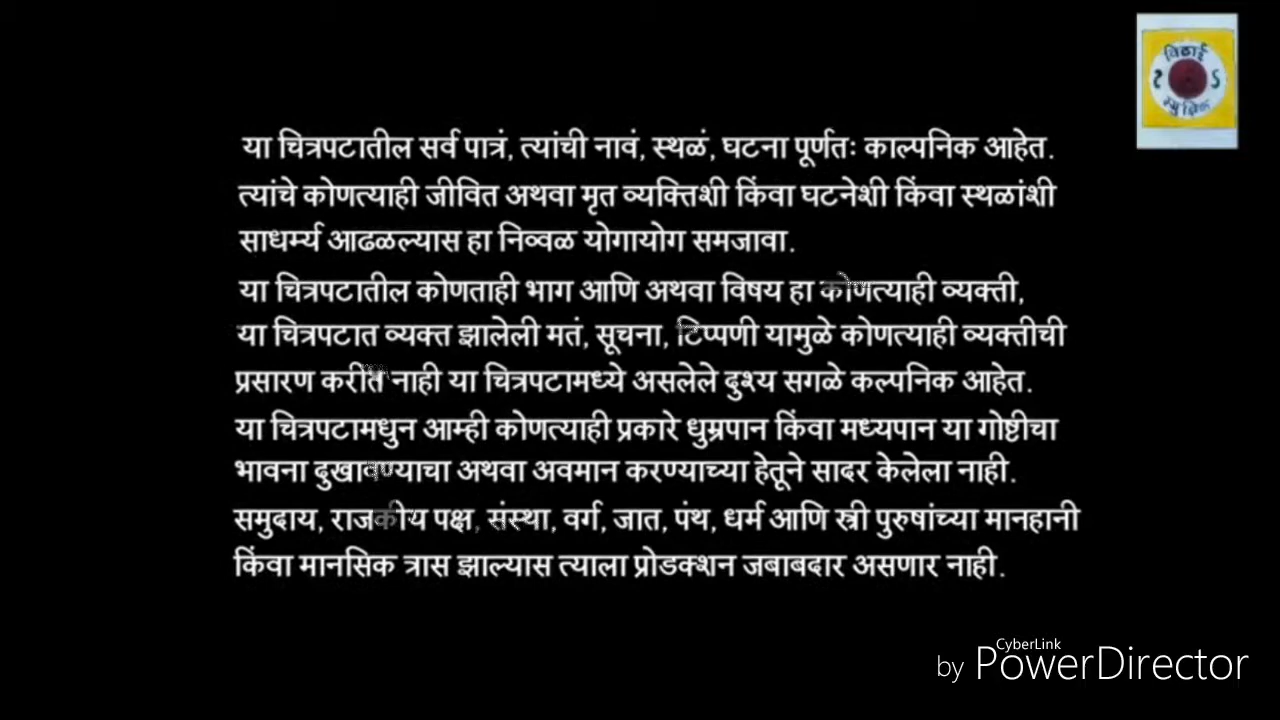 विठाई
म्युझिक
या चित्रपटातील सर्व पात्रं, त्यांची नावं, स्थळं, घटना पूर्णतः काल्पनिक आहेत.
त्यांचे कोणत्याही जीवित अथवा मृत व्यक्तिशी किंवा घटनेशी किंवा स्थळांशी
साधर्म्य आढळल्यास हा निव्वळ योगायोग समजावा.
या चित्रपटातील कोणताही भाग आणि अथवा विषय हा कोणत्याही व्यक्ती,
या चित्रपटात व्यक्त झालेली मतं, सूचना, टिप्पणी यामुळे कोणत्याही व्यक्तीची
प्रसारण करीत नाही या चित्रपटामध्ये असलेले दुश्य सगळे कल्पनिक आहेत.
या चित्रपटामधुन आम्ही कोणत्याही प्रकारे धुम्रपान किंवा मध्यपान या गोष्टीचा
भावना दुखावण्याचा अथवा अवमान करण्याच्या हेतूने सादर केलेला नाही.
समुदाय, राजकीय पक्ष, संस्था, वर्ग, जात, पंथ, धर्म आणि स्त्री पुरुषांच्या मानहानी
किंवा मानसिक त्रास झाल्यास त्याला प्रोडक्शन जबाबदार असणार नाही.
CyberLink
by PowerDirector